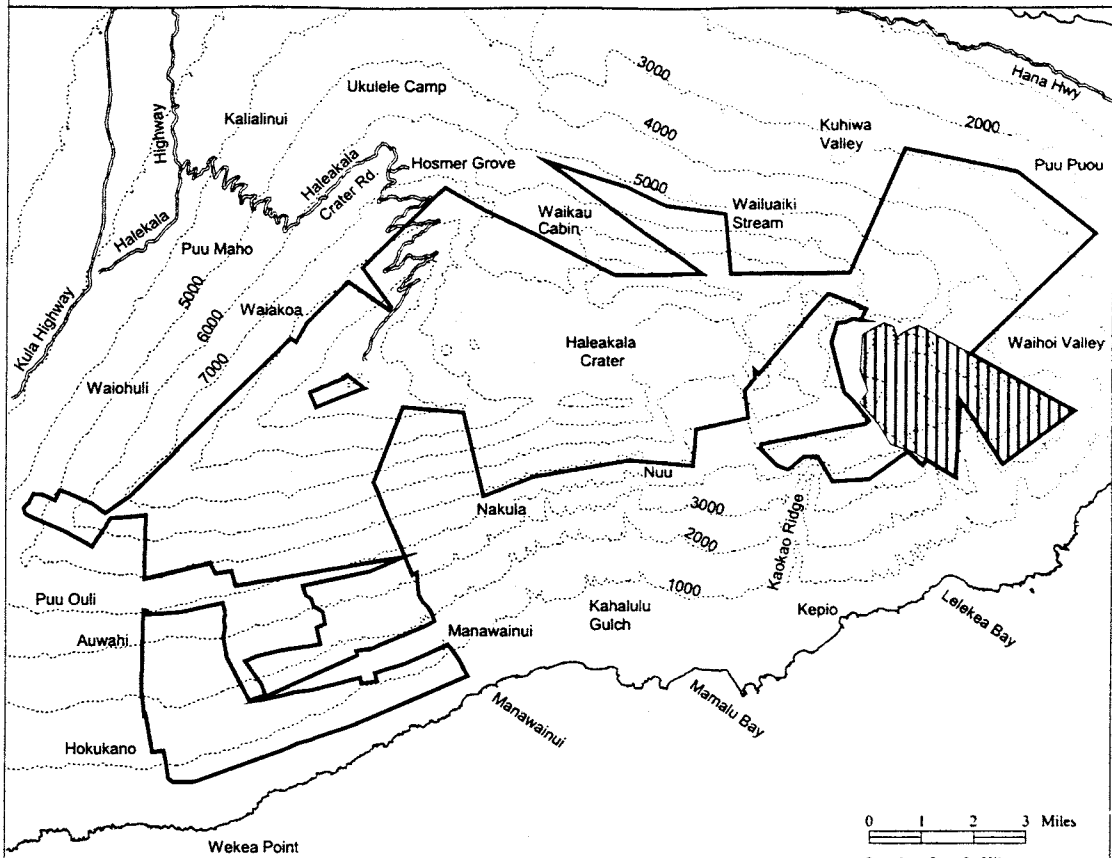 3000
Hana Hwy
Ukulele Camp
Highway
Kalialinui
4000
Kuhiwa
Valley
2000
Haleakala
Crater Rd.
Hosmer Grove
5000
Puu Puou
Waikau
Cabin
Wailuaiki
Stream
Halekala
Puu Maho
5000
Kula Highway
6000
Waiakoa
7000
Haleakala
Crater
Waihoi Valley
Waiohuli
Nuu
Nakula
3000
2000
Kaokao Ridge
1000
Puu Ouli
Auwahi
Manawainui
Kahalulu
Gulch
Kepio
Lelekea Bay
Manawainui
Mamalu Bay
Hokukano
Wekea Point
0 1 2 3 Miles